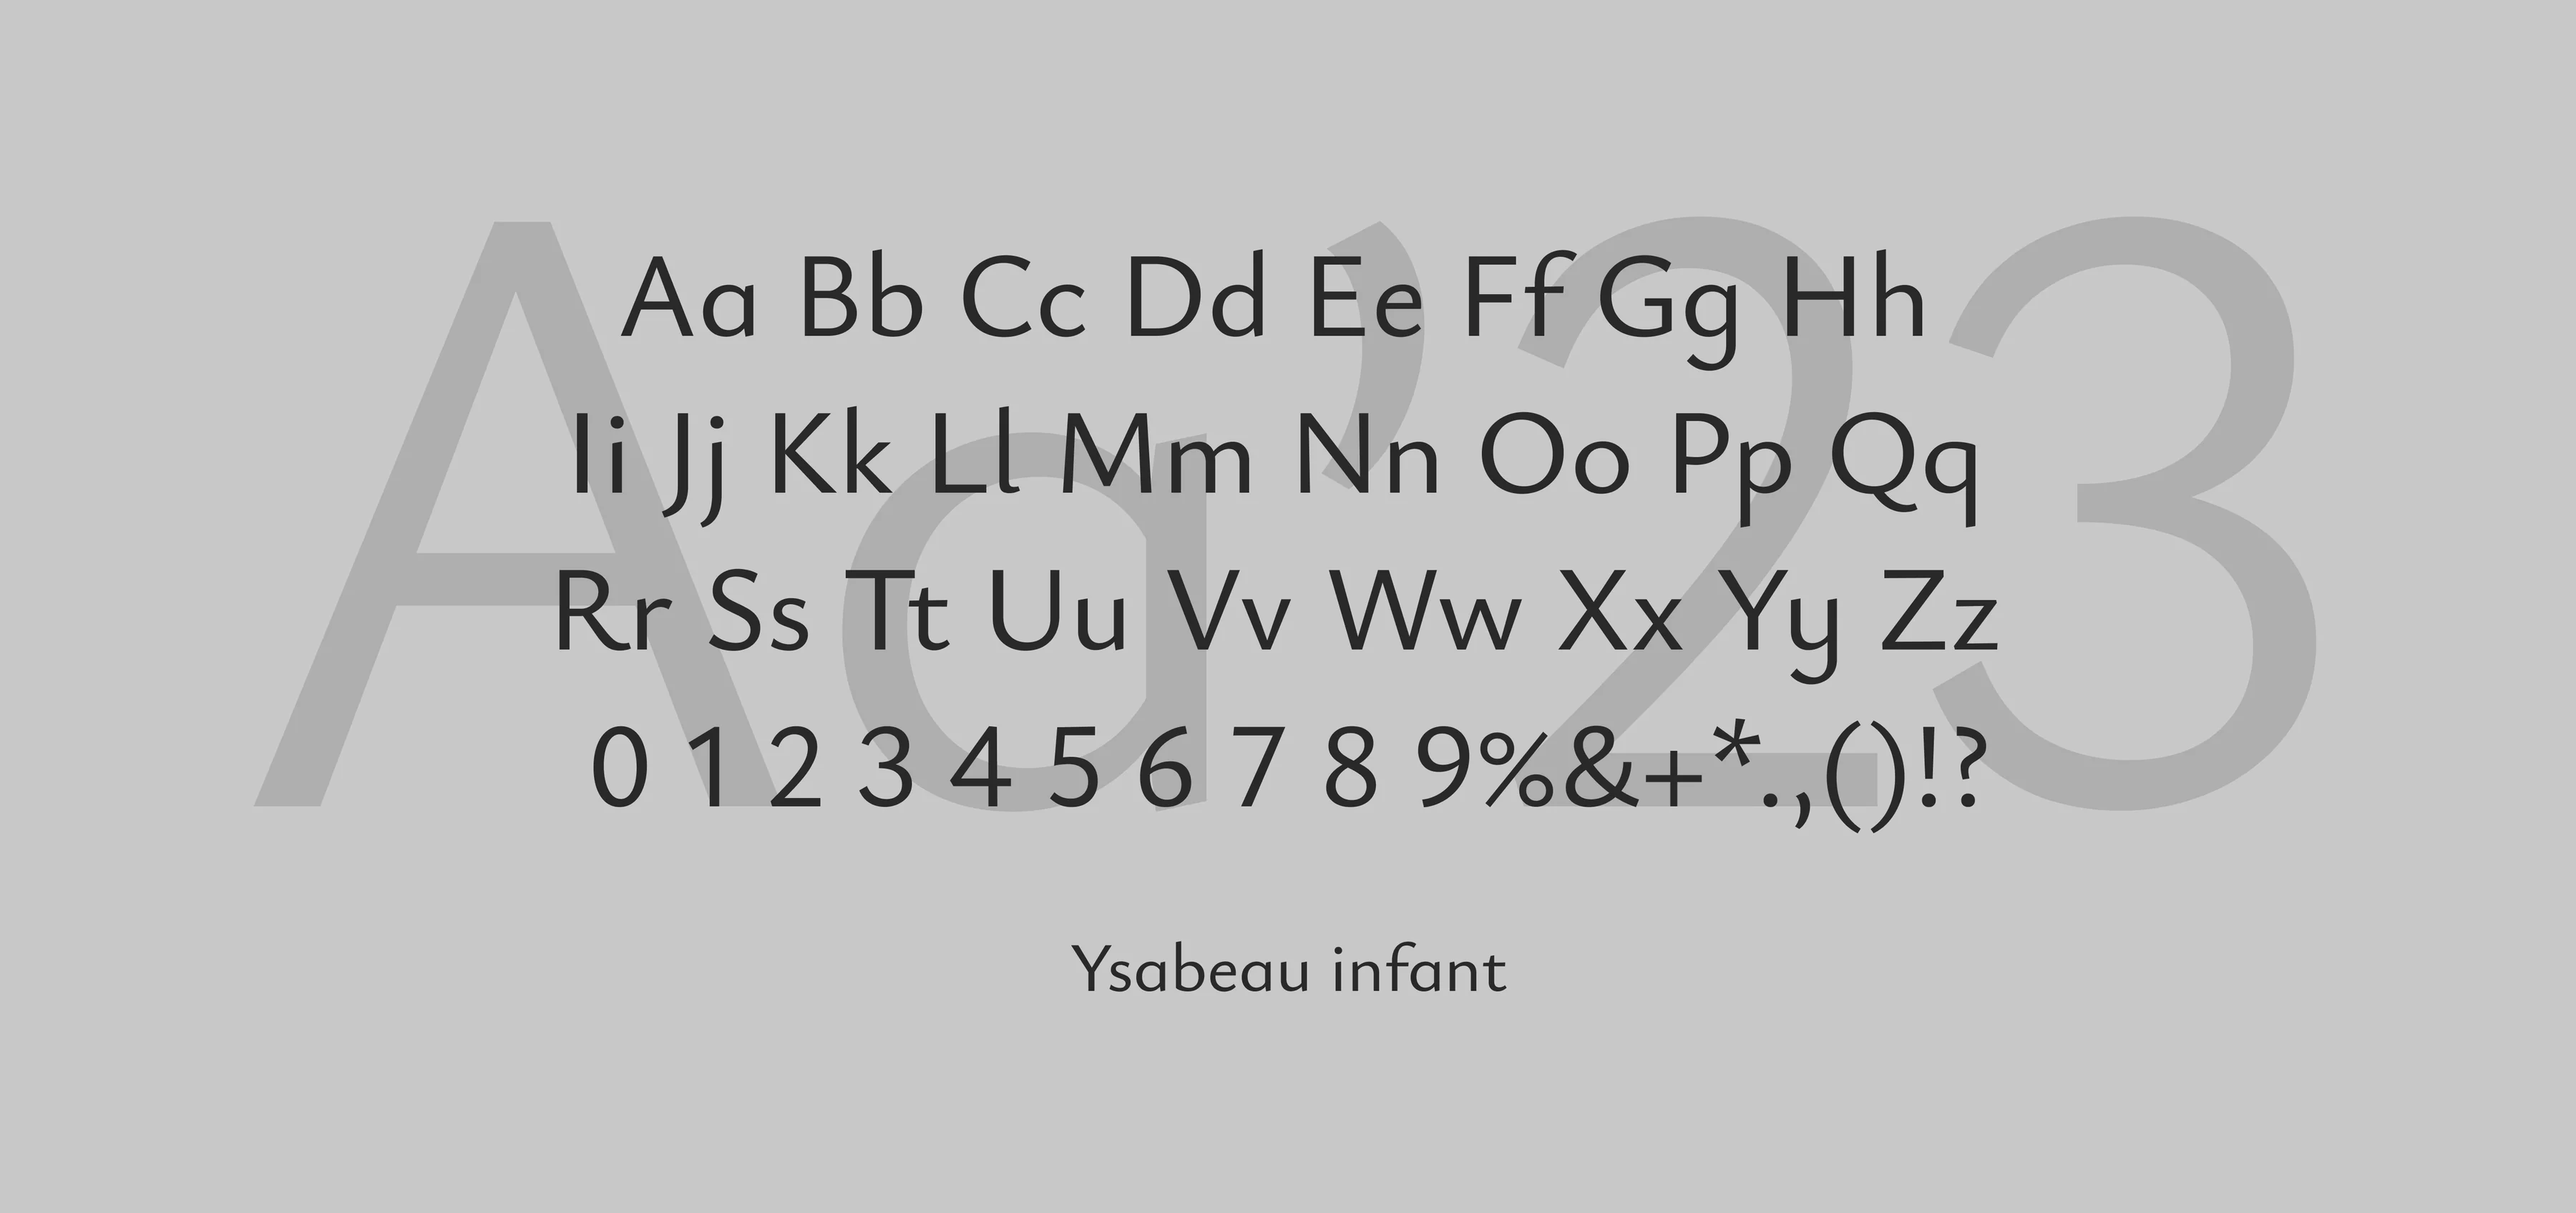 Aa’23
Aa Bb Cc Dd Ee Ff Gg Hh
Ii Jj Kk Ll Mm Nn Oo Pp Qq
Rr Ss Tt Uu Vv Ww Xx Yy Zz
0 1 2 3 4 5 6 7 8 9%&+*.,()!?
Ysabeau infant